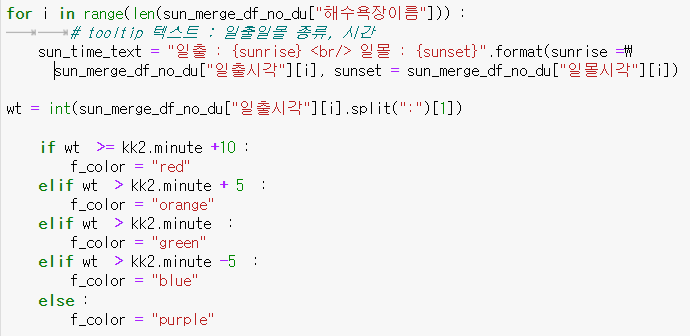 for i in range(len(sun_merge_df_no_du["해수욕장이름"])) :
# tooltip 텍스트 : 일출일몰 종류, 시간
sun_time_text = "일출 : {sunrise} <br/> 일몰 : {sunset}".format(sunrise =₩
sun_merge_df_no_du["일출시각"][i], sunset = sun_merge_df_no_du["일몰시각"][i])
wt = int(sun_merge_df_no_du["일출시각"][i].split(":")[1])
if wt >= kk2.minute +10 :
f_color = "red"
elif wt > kk2.minute + 5 :
f_color = "orange"
elif wt > kk2.minute :
f_color = "green"
elif wt > kk2.minute -5 :
f_color = "blue"
else :
f_color = "purple"